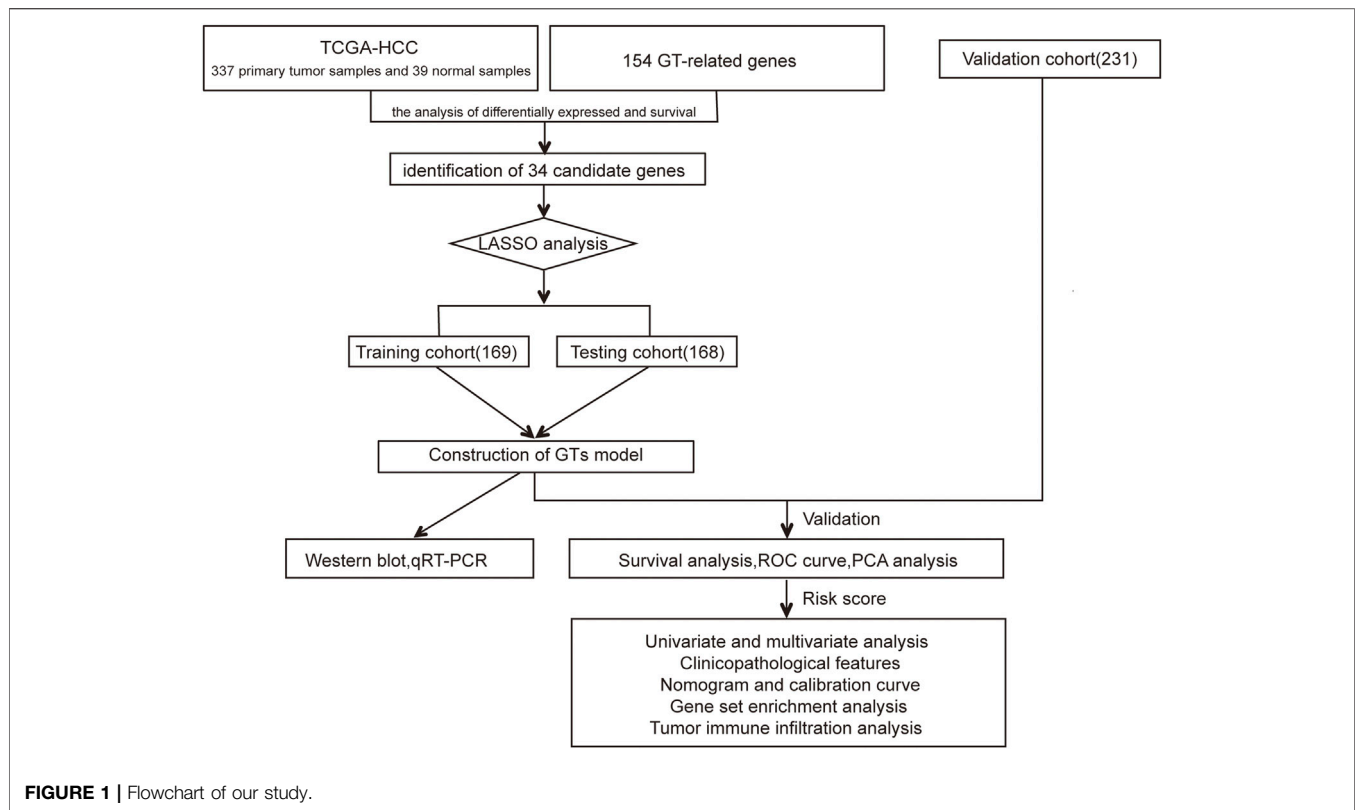 TCGA-HCC
337 primary tumor samples and 39 normal samples
154 GT-related genes
Validation cohort(231)
the analysis of differentially expressed and survival
identification of 34 candidate genes
LASSO analysis
Training cohort(169)
Testing cohort(168)
Construction of GTs model
Validation
Western blot,qRT-PCR
Survival analysis,ROC curve,PCA analysis
Risk score
Univariate and multivariate analysis
Clinicopathological features
Nomogram and calibration curve
Gene set enrichment analysis
Tumor immune infiltration analysis
FIGURE 1 | Flowchart of our study.